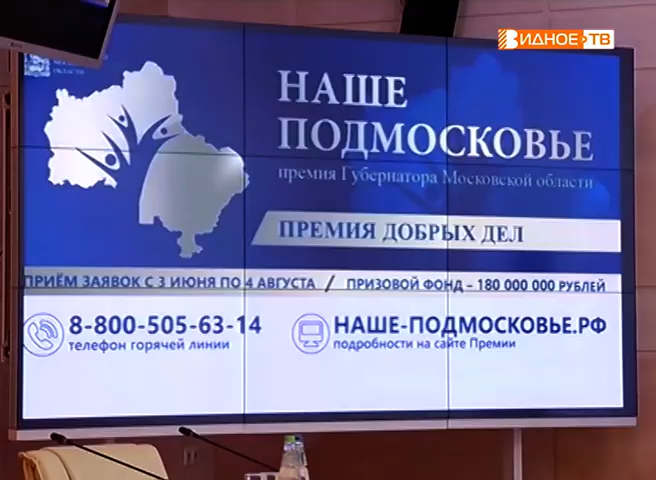 ВИДНОЕ ТВ
ОБЛАСТИ
НАШЕ
ПОДМОСКОВЬЕ
премия Губернатора Московской области
ПРЕМИЯ ДОБРЫХ ДЕЛ
ПРИЁМ ЗАЯВОК С 3 ИЮНЯ ПО 4 АВГУСТА / ПРИЗОВОЙ ФОНД – 180 000 000 РУБЛЕЙ
8-800-505-63-14
телефон горячей линии
НАШЕ-ПОДМОСКОВЬЕ.РФ
подробности на сайте Премии